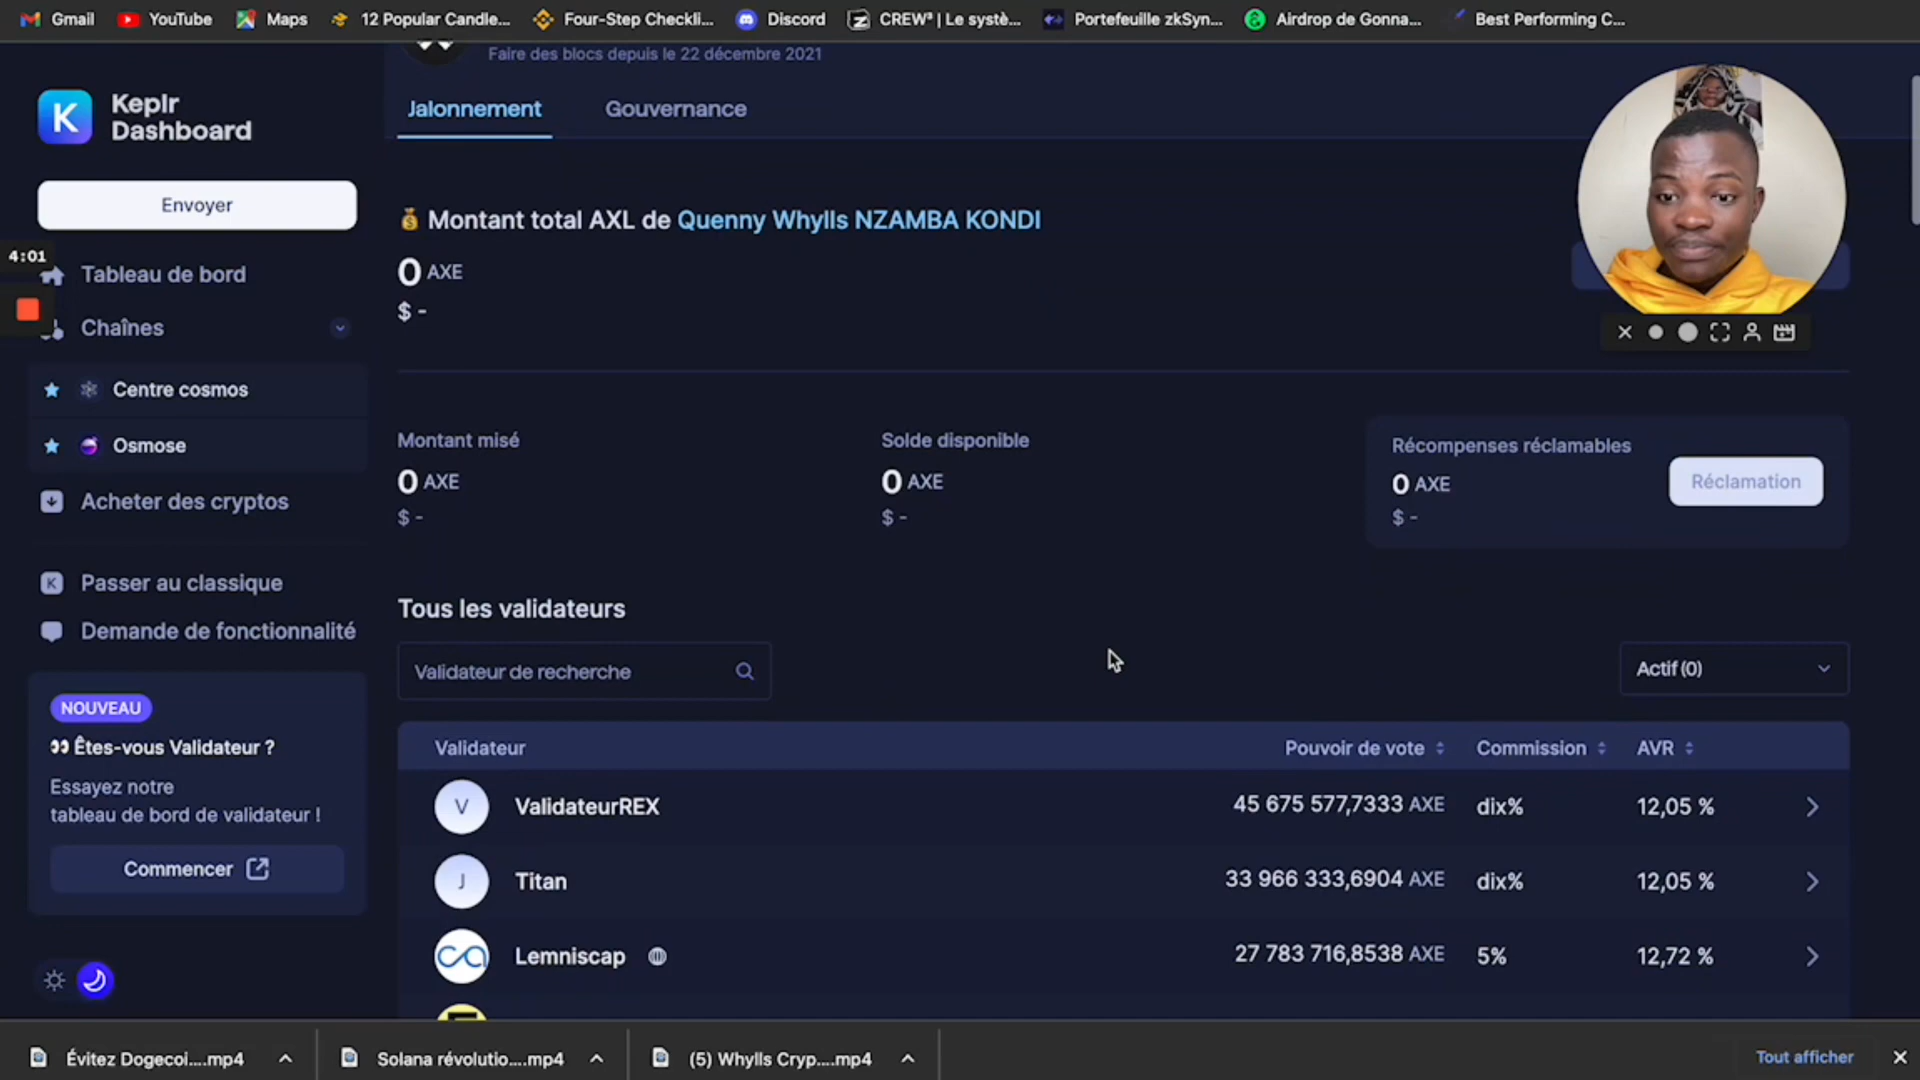 Gmail
YouTube
Maps
12 Popular Candle...
Four-Step Checkli...
Discord
CREW³ | Le systè...
Portefeuille zkSyn...
Airdrop de Gonna...
Best Performing C...
Faire des blocs depuis le 22 décembre 2021
Keplr
Dashboard
Jalonnement
Gouvernance
Envoyer
4:01
Tableau de bord
Chaînes
Centre cosmos
Osmose
Acheter des cryptos
Passer au classique
Demande de fonctionnalité
NOUVEAU
Êtes-vous Validateur ?
Essayez notre
tableau de bord de validateur !
Commencer
Montant total AXL de Quenny Whylls NZAMBA KONDI
0 AXE
$ -
Montant misé
0 AXE
$ -
Solde disponible
0 AXE
$ -
Récompenses réclamables
0 AXE
$ -
Réclamation
Tous les validateurs
Validateur de recherche
Actif (0)
Validateur Pouvoir de vote Commission AVR
V ValidateurREX 45 675 577,7333 AXE dix% 12,05 %
J Titan 33 966 333,6904 AXE dix% 12,05 %
Lemniscap 27 783 716,8538 AXE 5% 12,72 %
Évitez Dogecoi....mp4
Solana révolutio....mp4
(5) Whylls Cryp....mp4
Tout afficher